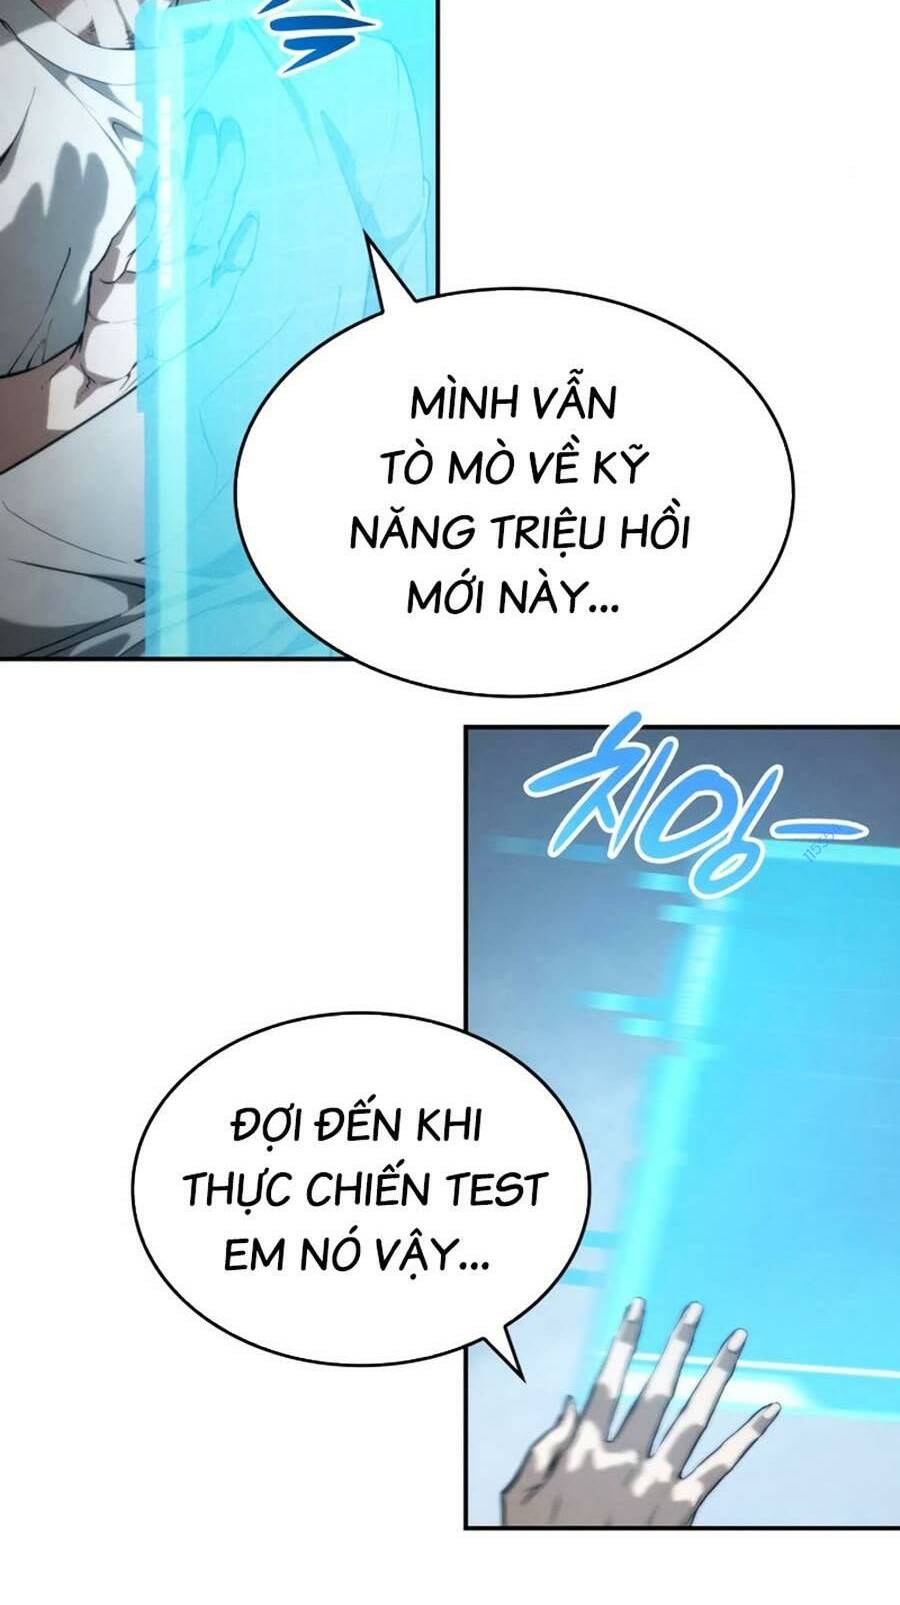 MÌNH VẪN
TÒ MÒ VỀ KỸ
NĂNG TRIỆU HỒI
MỚI NÀY...
치잉-
ĐỢI ĐẾN KHI
THỰC CHIẾN TEST
EM NÓ VẬY...